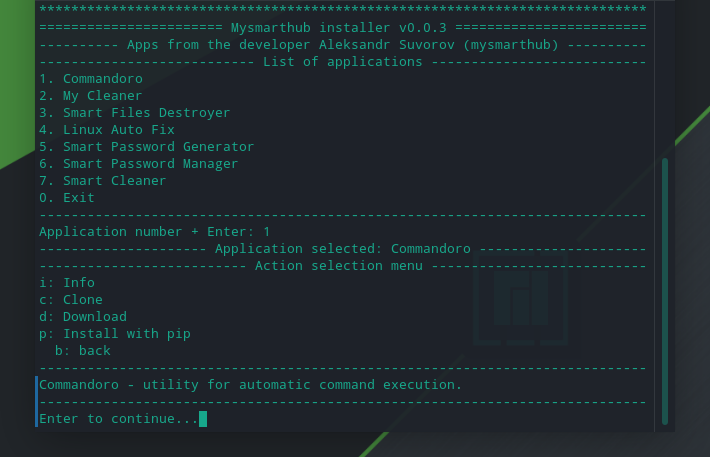 ****************************************************************************
======================= Mysmarthub installer v0.0.3 ========================
---------- Apps from the developer Aleksandr Suvorov (mysmarthub) ----------
--------------------------- List of applications ---------------------------
1. Commandoro
2. My Cleaner
3. Smart Files Destroyer
4. Linux Auto Fix
5. Smart Password Generator
6. Smart Password Manager
7. Smart Cleaner
0. Exit
----------------------------------------------------------------------------
Application number + Enter: 1
--------------------- Application selected: Commandoro ---------------------
-------------------------- Action selection menu ---------------------------
i: Info
c: Clone
d: Download
p: Install with pip
  b: back
----------------------------------------------------------------------------
Commandoro - utility for automatic command execution.
----------------------------------------------------------------------------
Enter to continue...